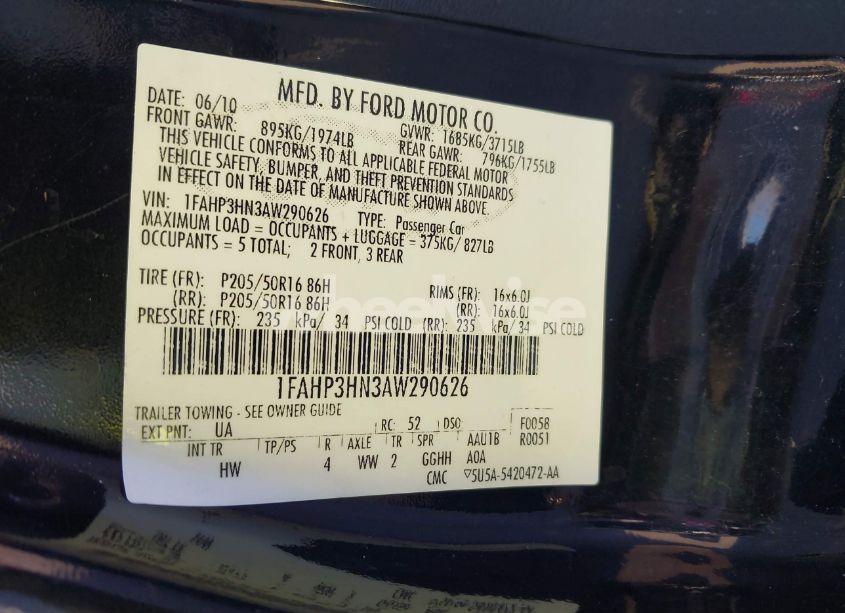 MFD. BY FORD MOTOR CO.
DATE: 06/10 GVWR: 1685KG/3715LB
FRONT GAWR: 895KG/1974LB REAR GAWR: 796KG/1755LB
THIS VEHICLE CONFORMS TO ALL APPLICABLE FEDERAL MOTOR
VEHICLE SAFETY, BUMPER, AND THEFT PREVENTION STANDARDS
IN EFFECT ON THE DATE OF MANUFACTURE SHOWN ABOVE.
VIN: 1FAHP3HN3AW290626 TYPE: Passenger Car
MAXIMUM LOAD = OCCUPANTS + LUGGAGE = 375KG/ 827LB
OCCUPANTS = 5 TOTAL; 2 FRONT, 3 REAR
TIRE (FR): P205/50R16 86H RIMS (FR): 16x6.0J
(RR): P205/50R16 86H (RR): 16x6.0J
PRESSURE (FR): 235 kPa/ 34 PSI COLD (RR): 235 kPa/ 34 PSI COLD
1FAHP3HN3AW290626
TRAILER TOWING - SEE OWNER GUIDE
EXT PNT: UA RC: 52 DSO: F0058
R0051
INT TR TP/PS R AXLE TR SPR AAU1B
HW 4 WW 2 GGHH A0A
CMC ▽5U5A-5420472-AA
wheelwise